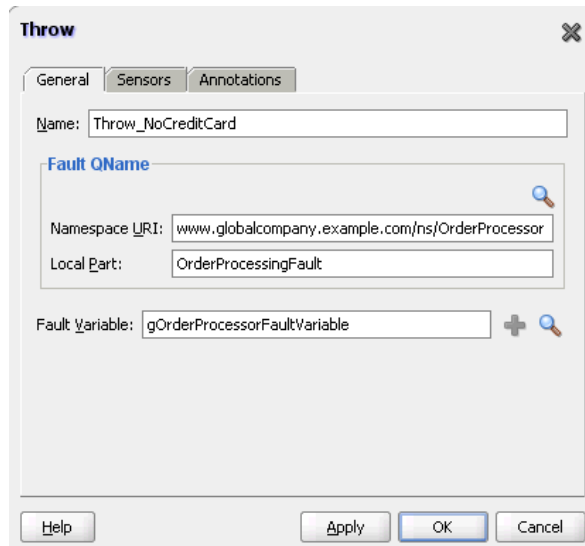 Throw
General Sensors Annotations
Name: Throw_NoCreditCard
Fault QName
Namespace URI: www.globalcompany.example.com/ns/OrderProcessor
Local Part: OrderProcessingFault
Fault Variable: gOrderProcessorFaultVariable
Help Apply OK Cancel